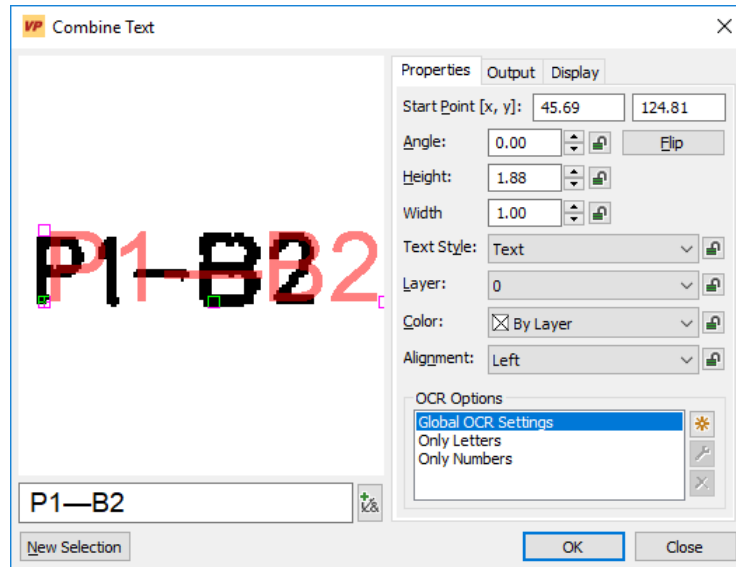 VP Combine Text
Properties Output Display
Start Point [x, y]: 45.69 124.81
Angle: 0.00 Flip
Height: 1.88
Width 1.00
P1—B2
P1—B2
Text Style: Text
Layer: 0
Color: By Layer
Alignment: Left
OCR Options
Global OCR Settings
Only Letters
Only Numbers
P1—B2
New Selection OK Close